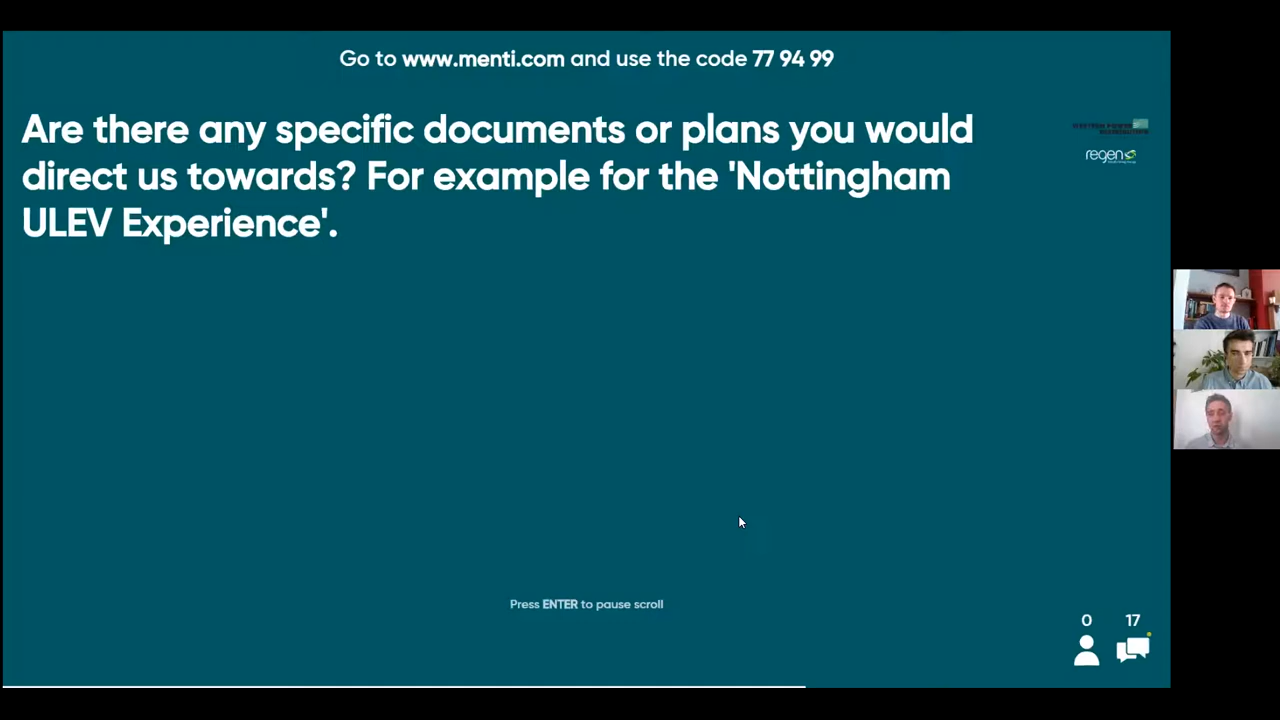 Go to www.menti.com and use the code 77 94 99
Are there any specific documents or plans you would
direct us towards? For example for the 'Nottingham
ULEV Experience'.
regen
Press ENTER to pause scroll
0 17